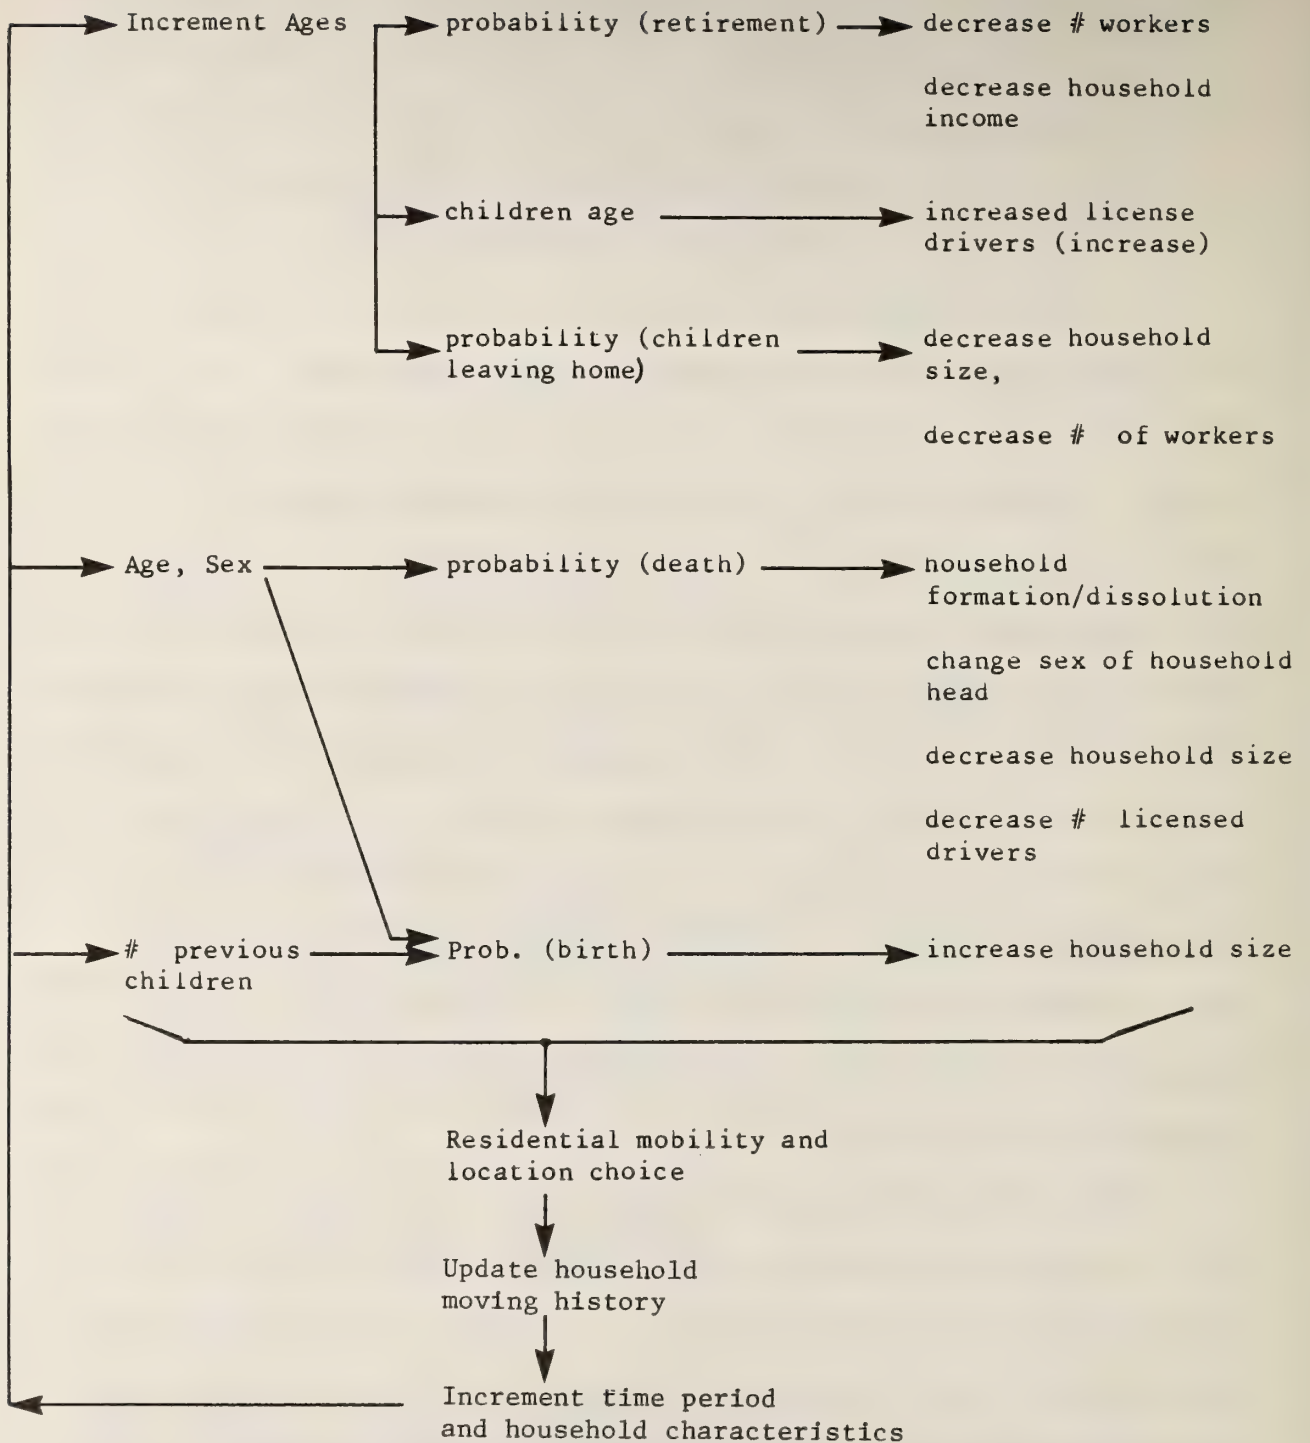 Increment Ages
probability (retirement)
decrease # workers
decrease household
income
children age
increased license
drivers (increase)
probability (children
leaving home)
decrease household
size,
decrease # of workers
Age, Sex
probability (death)
household
formation/dissolution
change sex of household
head
decrease household size
decrease # licensed
drivers
# previous
children
Prob. (birth)
increase household size
Residential mobility and
location choice
Update household
moving history
Increment time period
and household characteristics